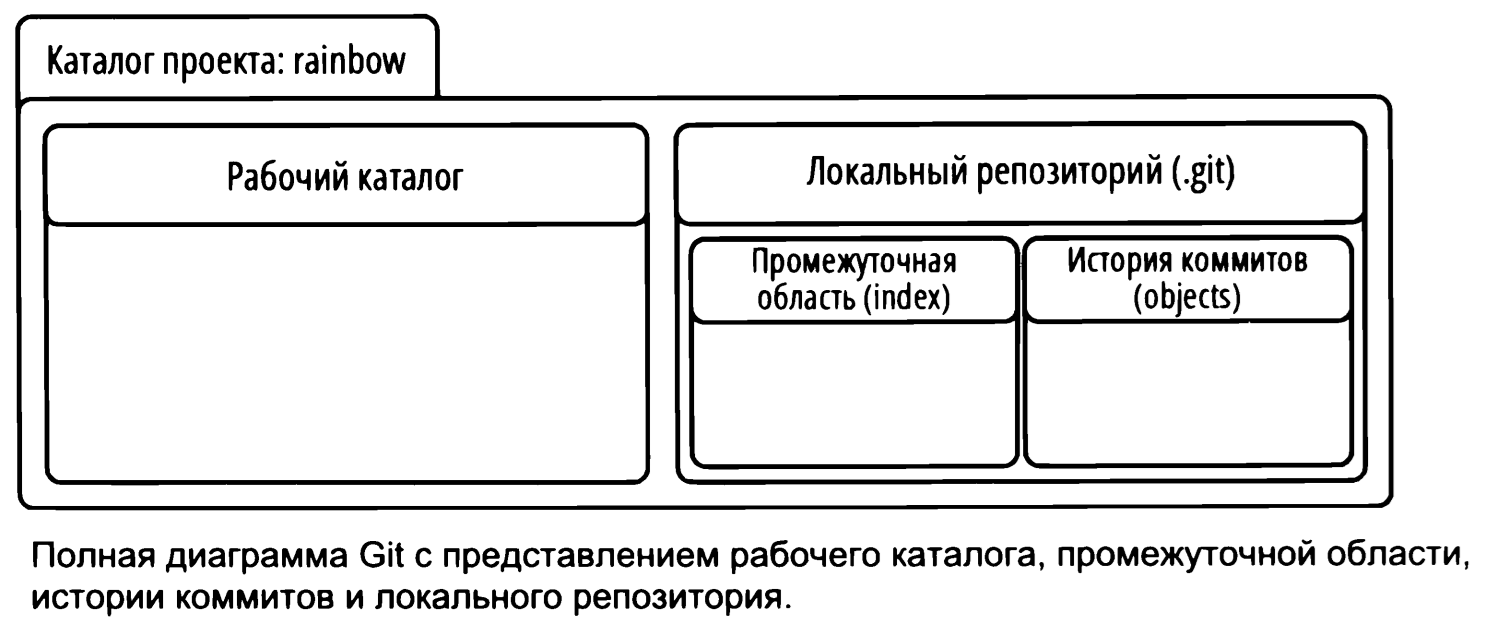 Каталог проекта: rainbow
Рабочий каталог
Локальный репозиторий (.git)
Промежуточная
область (index)
История коммитов
(objects)
Полная диаграмма Git с представлением рабочего каталога, промежуточной области,
истории коммитов и локального репозитория.